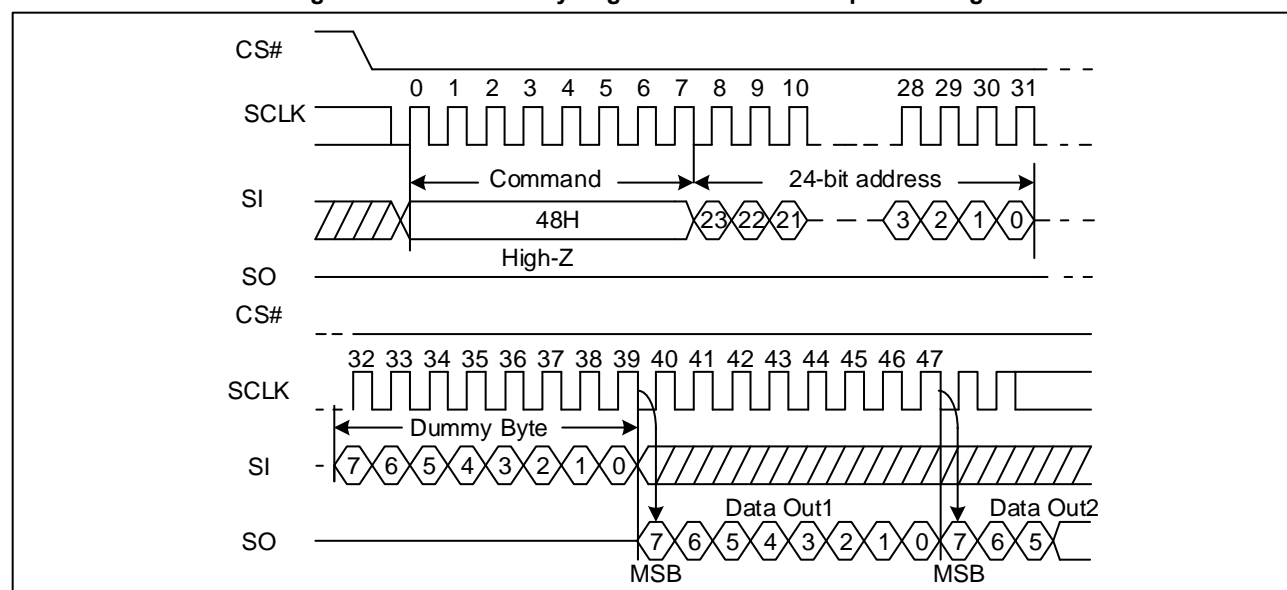 CS#
0 1 2 3 4 5 6 7 8 9 10 28 29 30 31
SCLK
Command 24-bit address
SI
48H 23 22 21 3 2 1 0
High-Z
SO
CS#
32 33 34 35 36 37 38 39 40 41 42 43 44 45 46 47
SCLK
Dummy Byte
SI 7 6 5 4 3 2 1 0
Data Out1 Data Out2
SO 7 6 5 4 3 2 1 0 7 6 5
MSB MSB